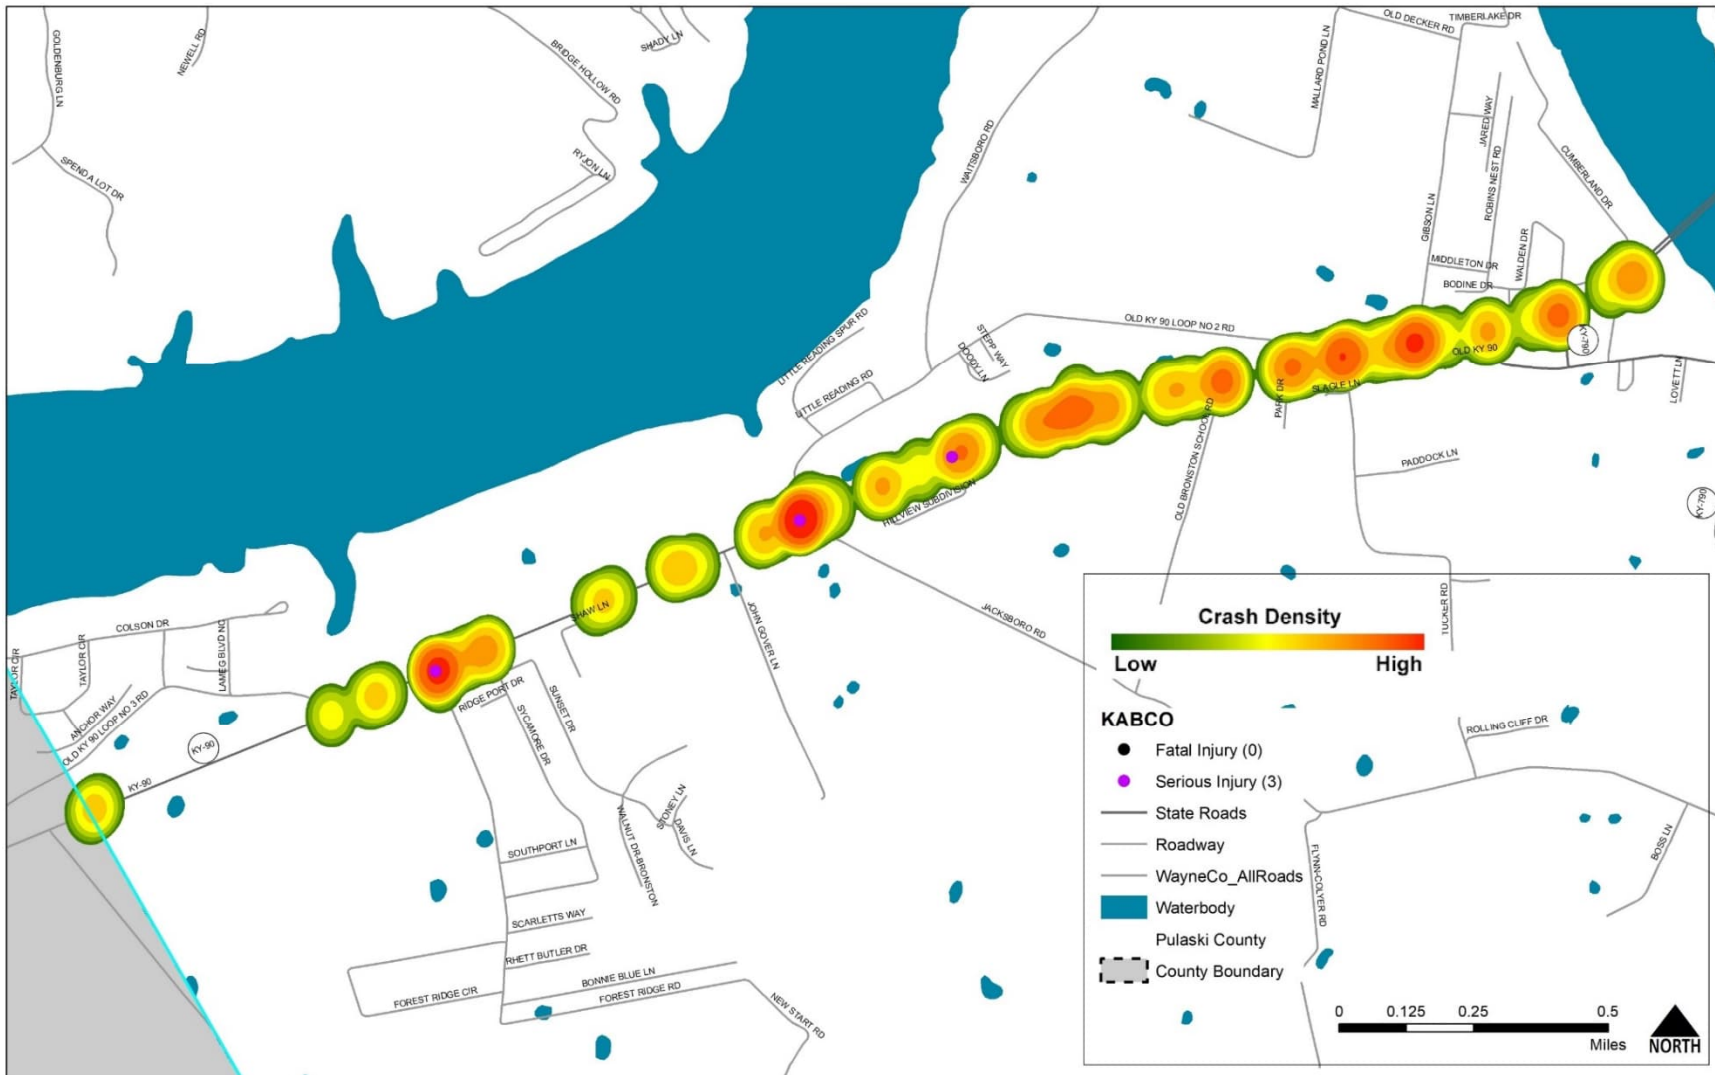 GOLDENBURG LN
NEWELL RD
BRIDGE HOLLOW RD
SHADY LN
OLD DECKER RD
TIMBERLAKE DR
MALLARD POND LN
SPEND A LOT DR
RYJON LN
WAITSBORO RD
JARED WAY
ROBINS NEST RD
CUMBERLAND DR
GIBSON LN
WALDEN DR
MIDDLETON DR
BODINE DR
LITTLE READING SPUR RD
LITTLE READING RD
STEPP WAY
DOODY LN
OLD KY 90 LOOP NO 2 RD
OLD KY 90
KY-790
LOVETT LN
SLAGLE LN
PARK DR
OLD BRONSTON SCHOOL RD
PADDOCK LN
KY-790
HILLVIEW SUBDIVISION
SHAW LN
JOHN GOVER LN
JACKSBORO RD
TUCKER RD
COLSON DR
TAYLOR CIR
TAYLOR CIR
LAMEG BLVD NO
ANCHOR WAY
OLD KY 90 LOOP NO 3 RD
KY-90
KY-90
RIDGE PORT DR
SYCAMORE DR
SUNSET DR
STONEY LN
DAVIS LN
WALNUT DR-BRONSTON
SOUTHPORT LN
SCARLETTS WAY
RHETT BUTLER DR
BONNIE BLUE LN
FOREST RIDGE CIR
FOREST RIDGE RD
NEW START RD
Crash Density
Low High
KABCO
Fatal Injury (0)
Serious Injury (3)
State Roads
Roadway
WayneCo_AllRoads
Waterbody
Pulaski County
County Boundary
ROLLING CLIFF DR
FLYNN-COLYER RD
BOSS LN
0 0.125 0.25 0.5
Miles
NORTH